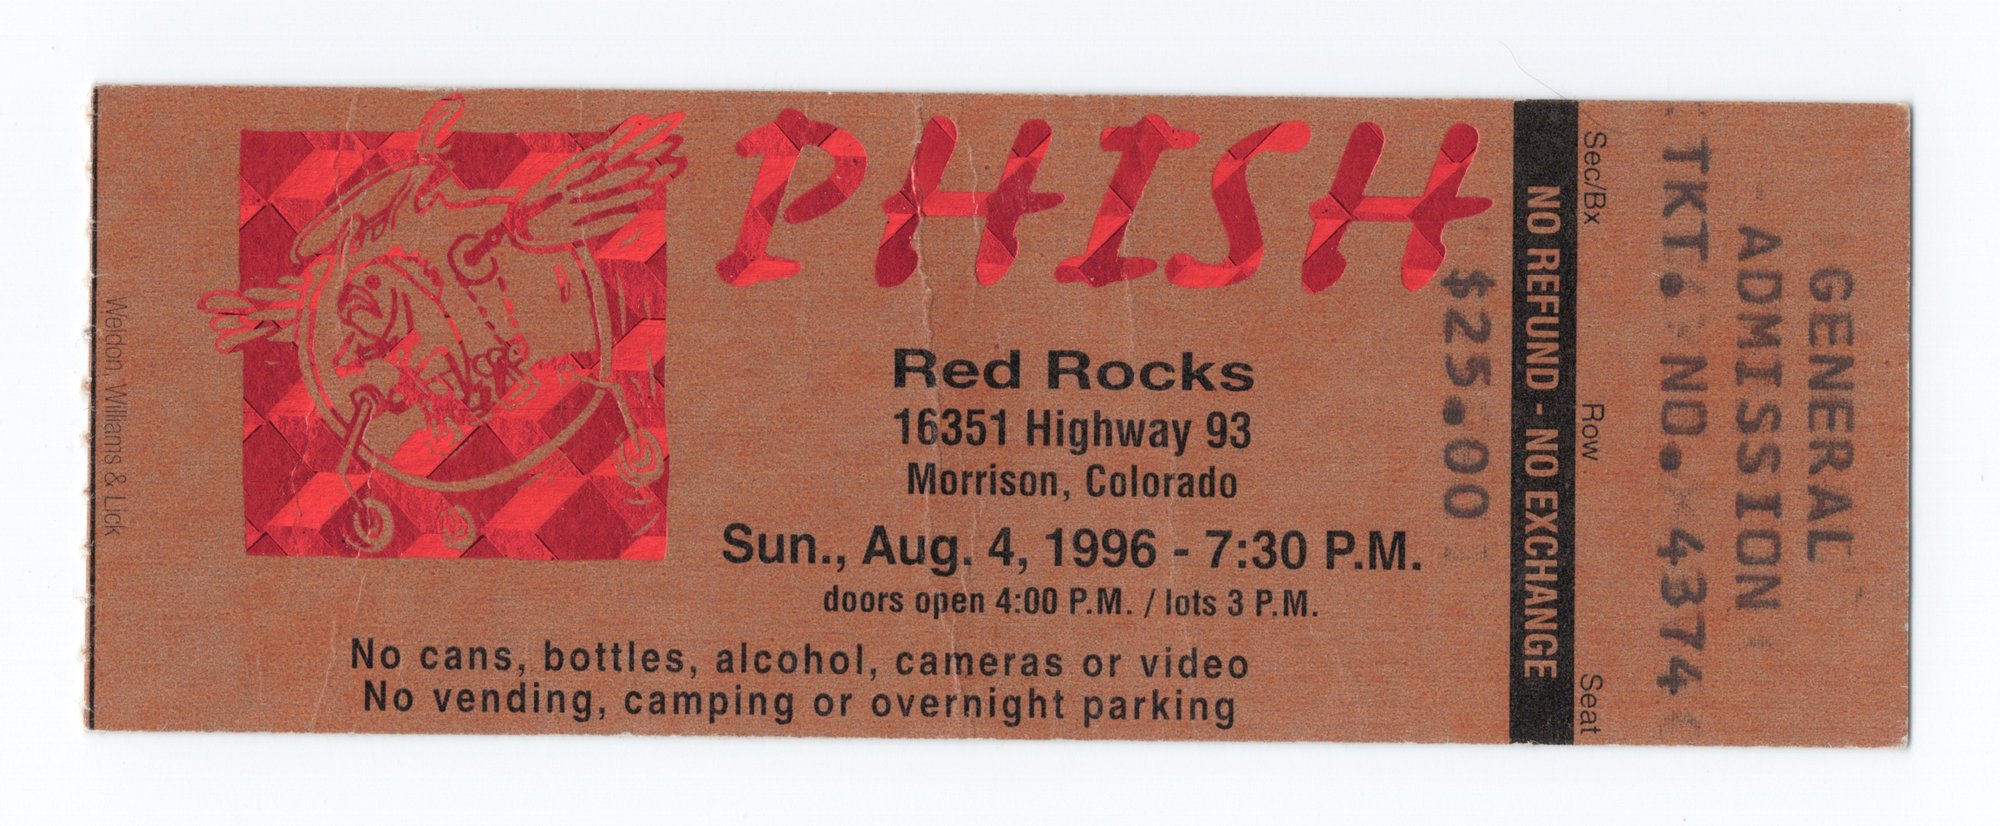 Weldon, Williams & Lick
PHISH
Red Rocks
16351 Highway 93
Morrison, Colorado
Sun., Aug. 4, 1996 - 7:30 P.M.
doors open 4:00 P.M. / lots 3 P.M.
No cans, bottles, alcohol, cameras or video
No vending, camping or overnight parking
$25.00
NO REFUND - NO EXCHANGE
Sec/Bx Row Seat
GENERAL
ADMISSION
TKT. NO. 4374